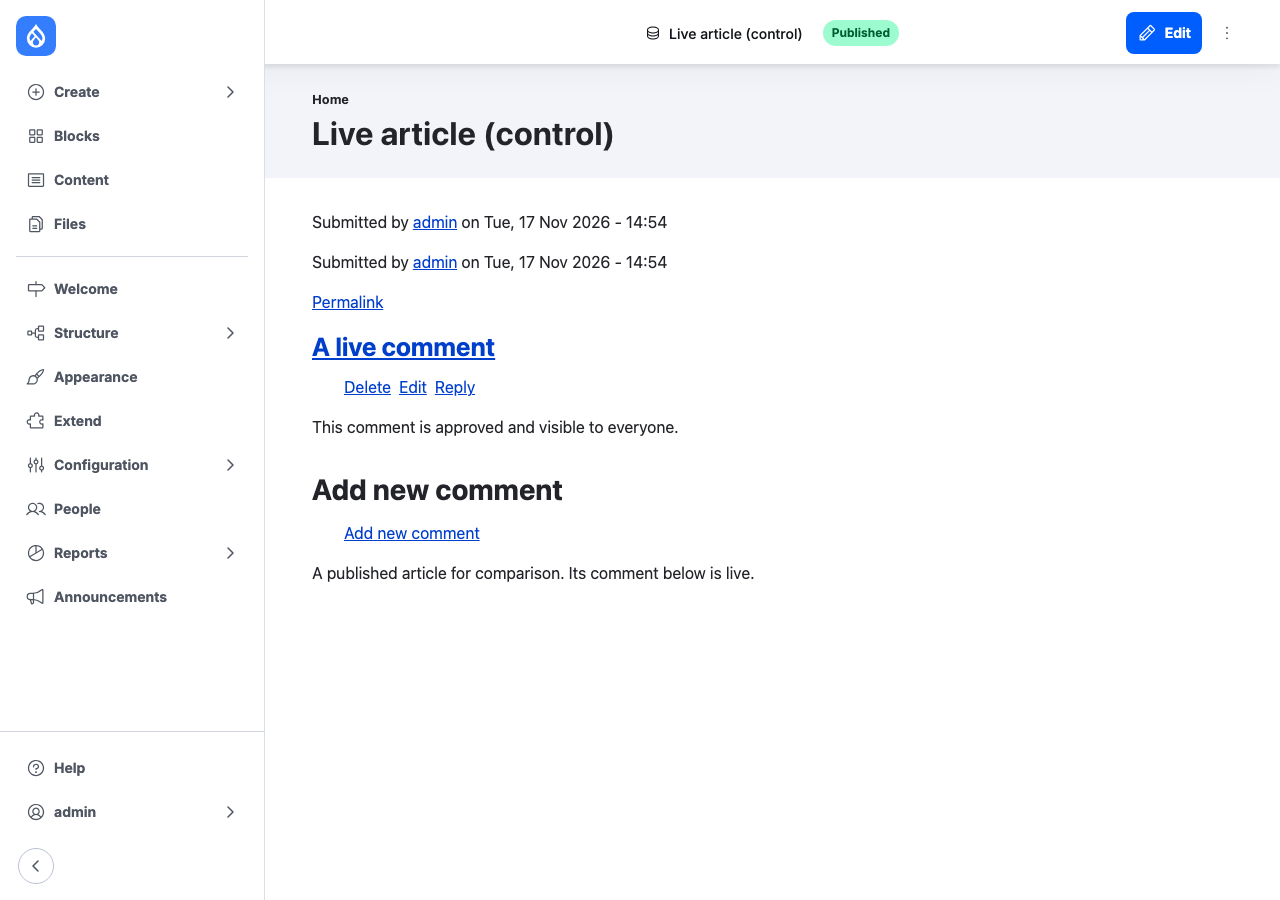 Create
Blocks
Content
Files
Welcome
Structure
Appearance
Extend
Configuration
People
Reports
Announcements
Help
admin
Live article (control) Published
Edit
Home
Live article (control)
Submitted by admin on Tue, 17 Nov 2026 - 14:54
Submitted by admin on Tue, 17 Nov 2026 - 14:54
Permalink
A live comment
Delete Edit Reply
This comment is approved and visible to everyone.
Add new comment
Add new comment
A published article for comparison. Its comment below is live.